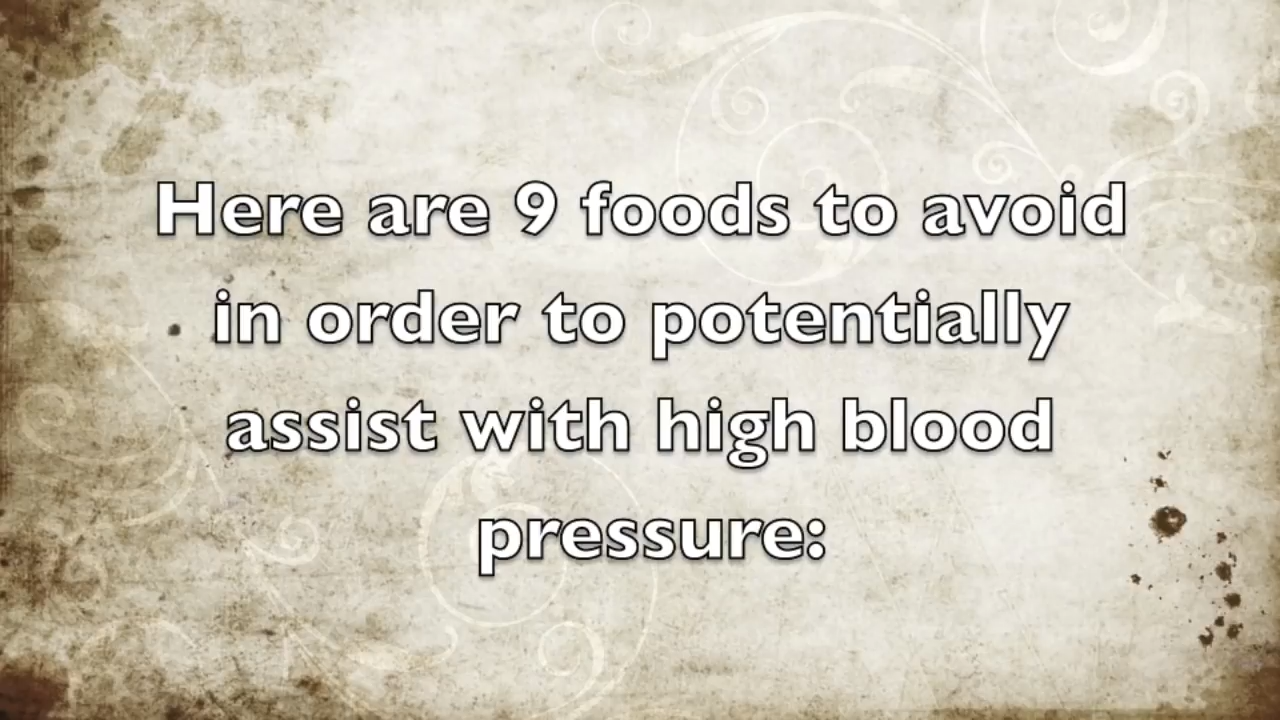 Here are 9 foods to avoid
in order to potentially
assist with high blood
pressure: